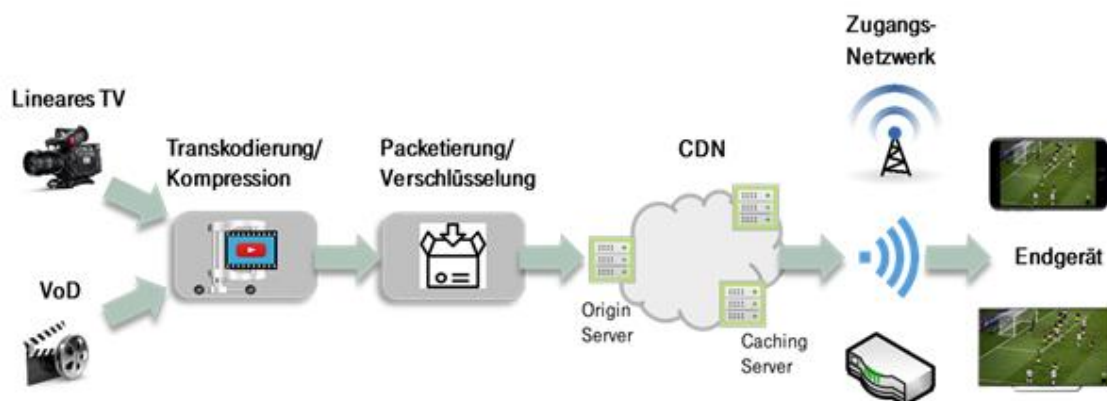 Lineares TV
VoD
Transkodierung/
Kompression
Packetierung/
Verschlüsselung
CDN
Origin
Server
Caching
Server
Zugangs-
Netzwerk
Endgerät